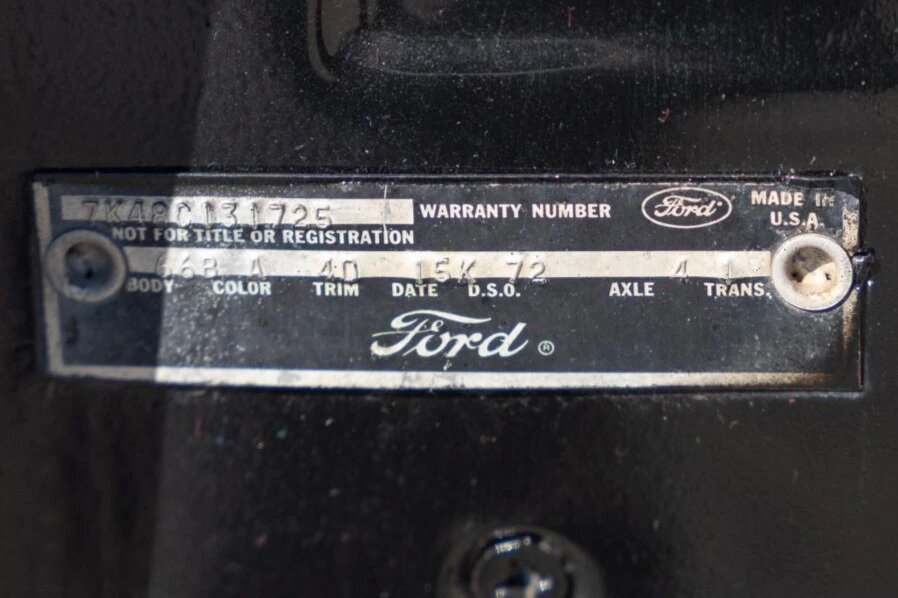 7K48C131725 WARRANTY NUMBER Ford MADE IN U.S.A.
NOT FOR TITLE OR REGISTRATION
66B A 4D 15K 72 4 1
BODY COLOR TRIM DATE D.S.O. AXLE TRANS.
Ford ®